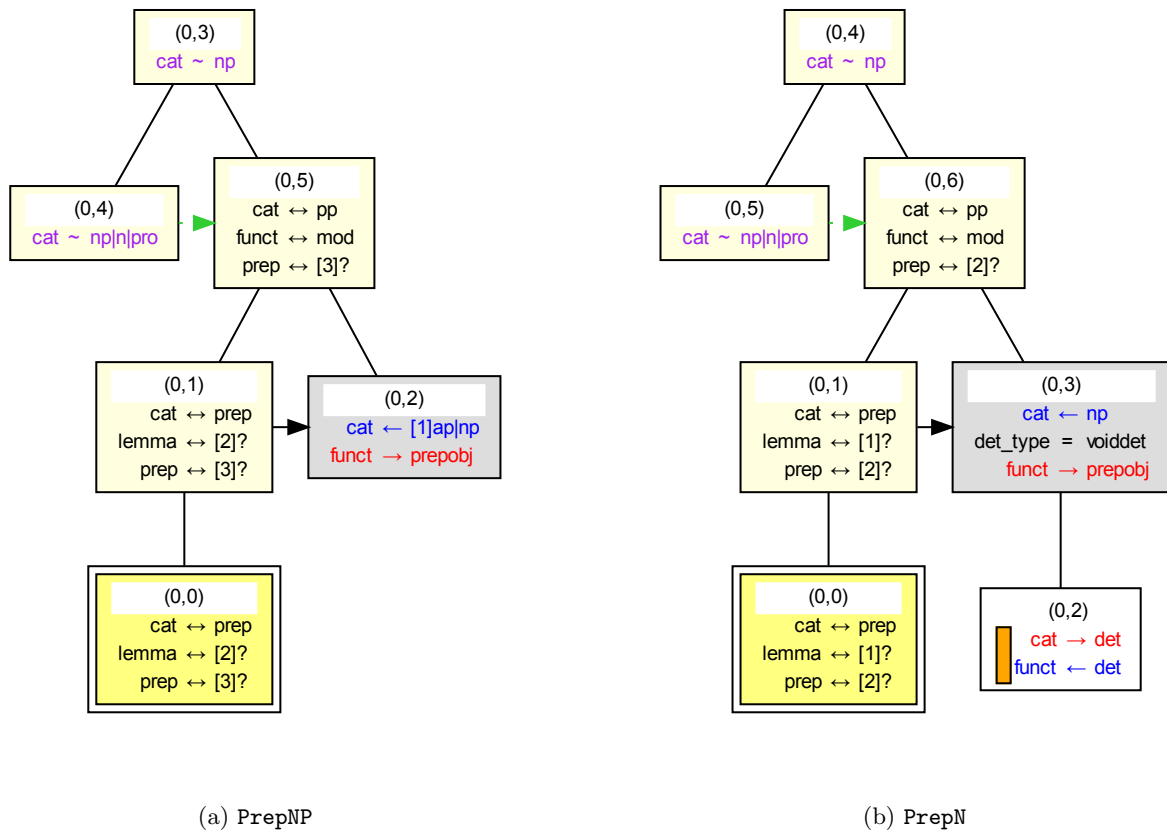 (0,3)
cat ~ np
(0,4)
cat ~ np|n|pro
(0,5)
cat ↔ pp
funct ↔ mod
prep ↔ [3]?
(0,1)
cat ↔ prep
lemma ↔ [2]?
prep ↔ [3]?
(0,2)
cat ← [1]ap|np
funct → prepobj
(0,0)
cat ↔ prep
lemma ↔ [2]?
prep ↔ [3]?
(a) PrepNP
(0,4)
cat ~ np
(0,5)
cat ~ np|n|pro
(0,6)
cat ↔ pp
funct ↔ mod
prep ↔ [2]?
(0,1)
cat ↔ prep
lemma ↔ [1]?
prep ↔ [2]?
(0,3)
cat ← np
det_type = voiddet
funct → prepobj
(0,0)
cat ↔ prep
lemma ↔ [1]?
prep ↔ [2]?
(0,2)
cat → det
funct ← det
(b) PrepN